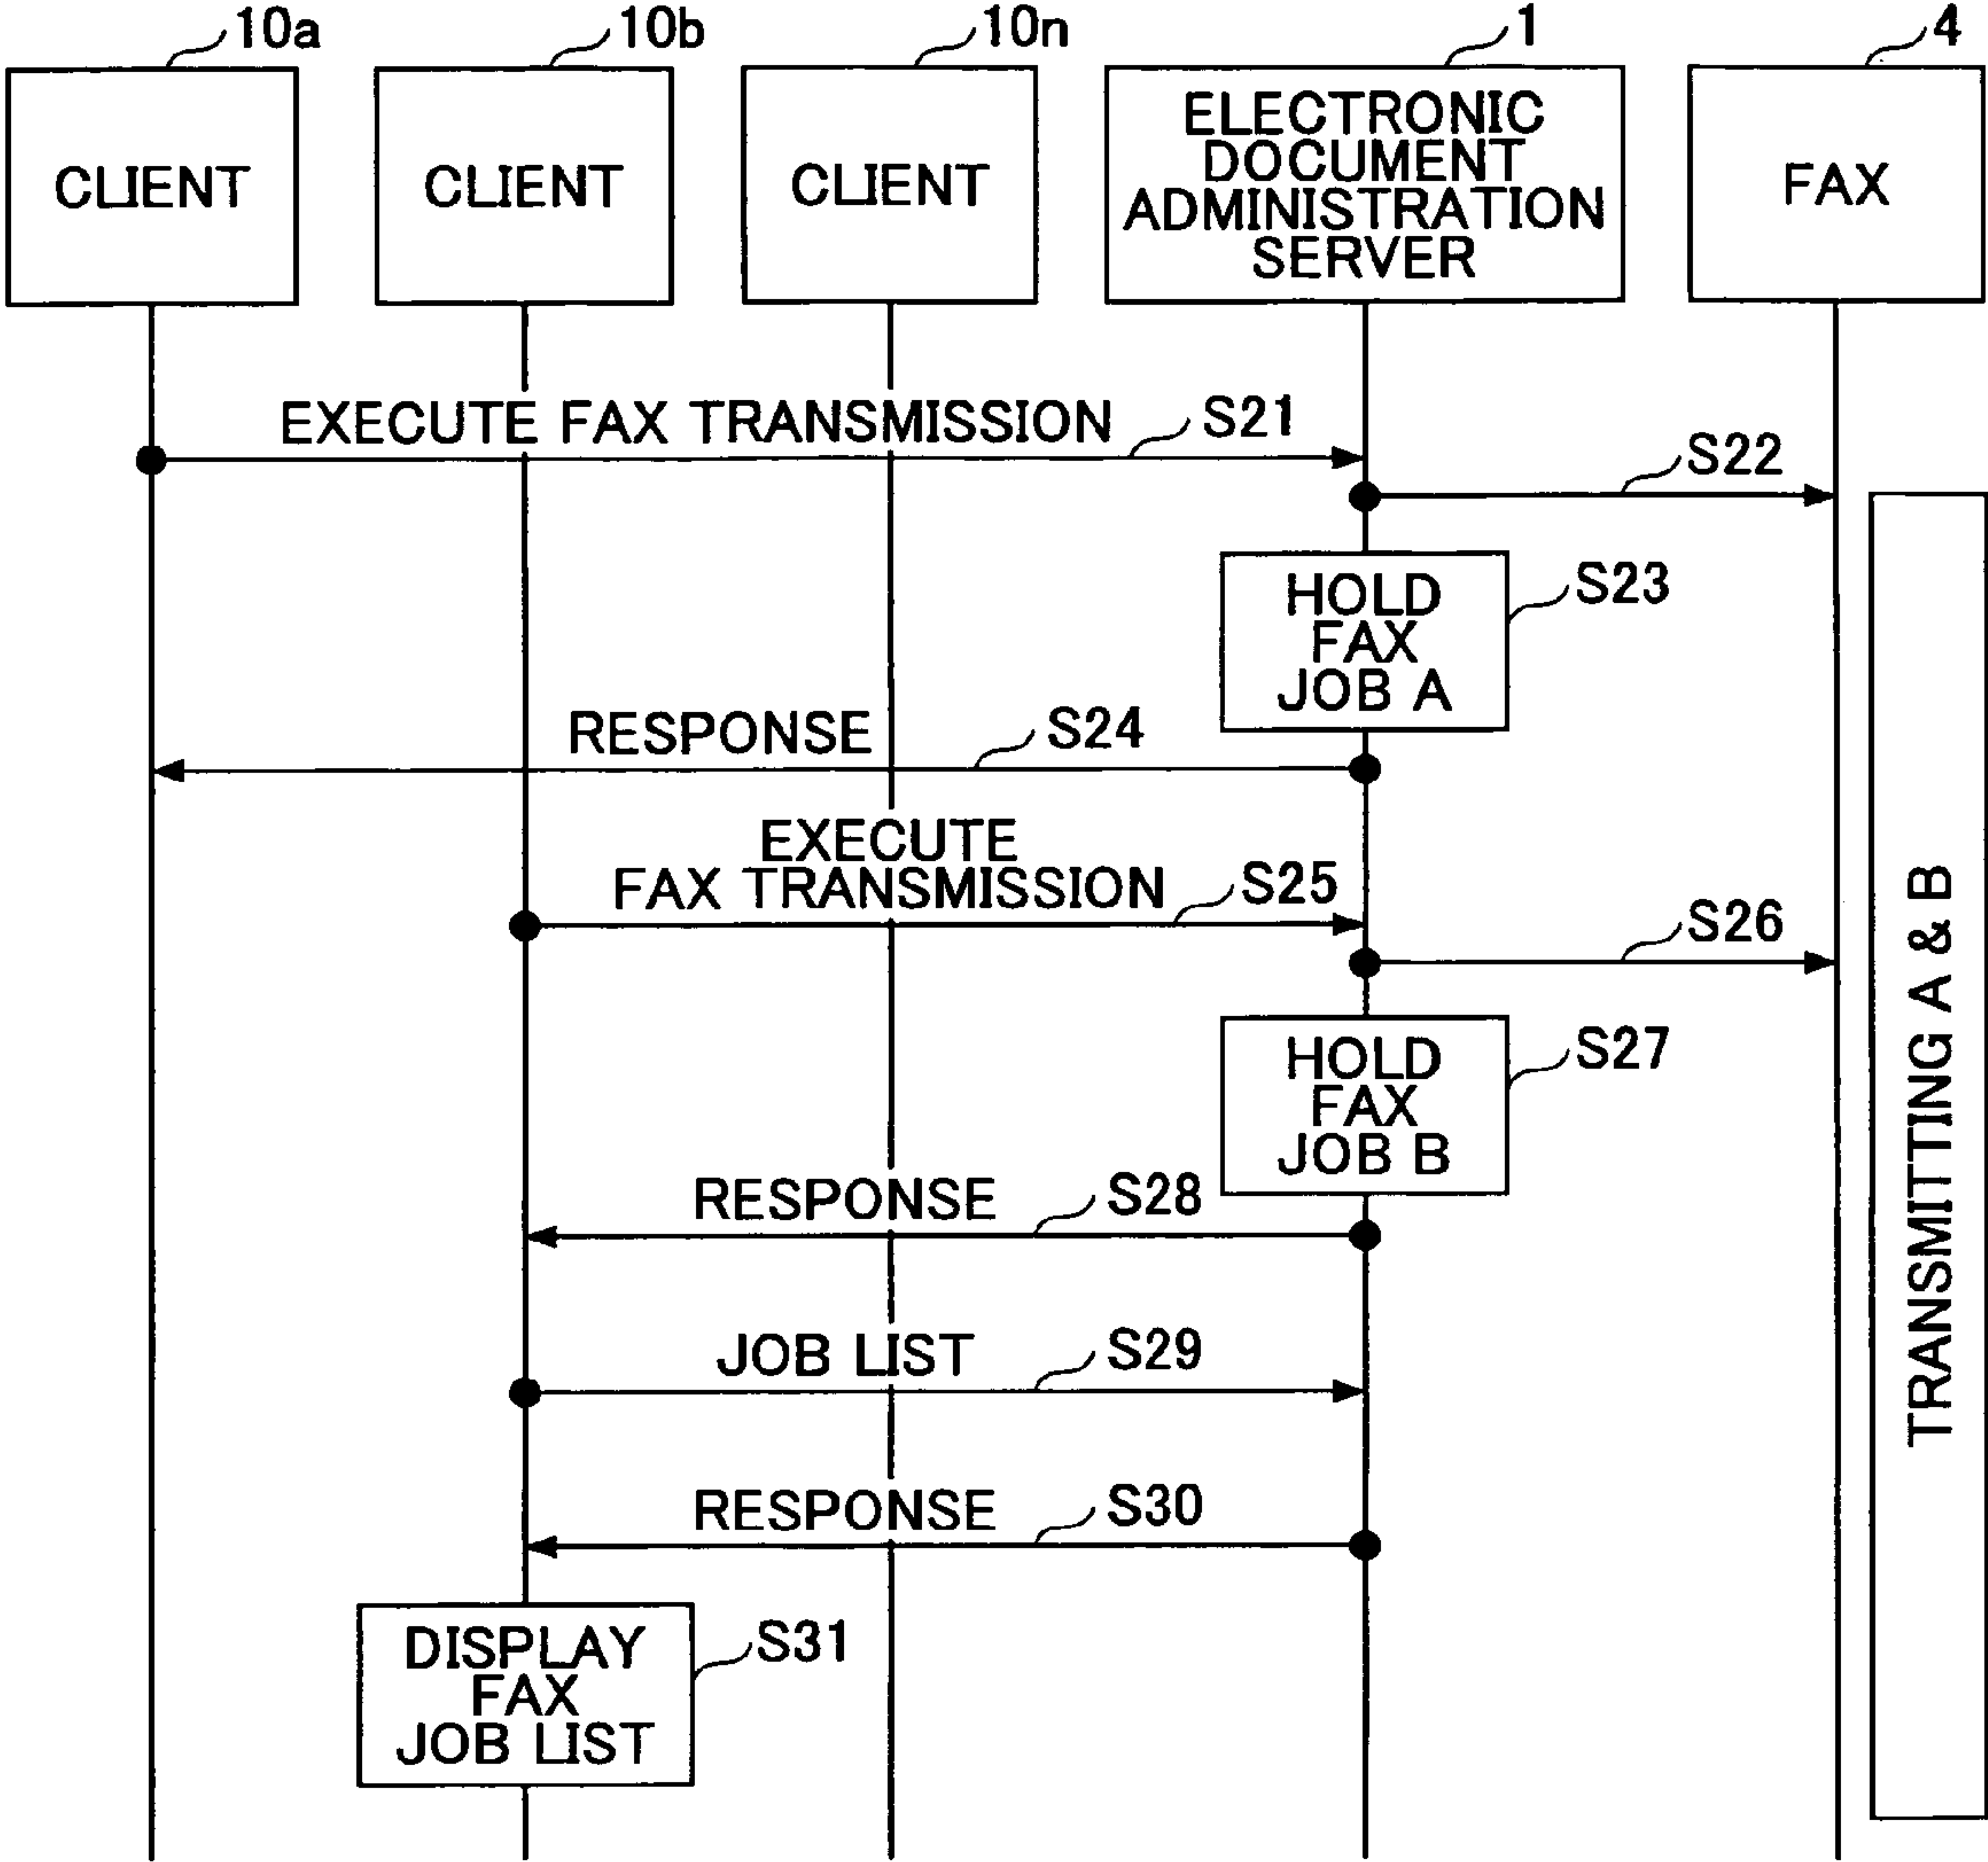 10a
10b
10n
1
4
CLIENT
CLIENT
CLIENT
ELECTRONIC
DOCUMENT
ADMINISTRATION
SERVER
FAX
EXECUTE FAX TRANSMISSION
S21
S22
HOLD
FAX
JOB A
S23
RESPONSE
S24
EXECUTE
FAX TRANSMISSION
S25
S26
HOLD
FAX
JOB B
S27
RESPONSE
S28
JOB LIST
S29
RESPONSE
S30
DISPLAY
FAX
JOB LIST
S31
TRANSMITTING A & B